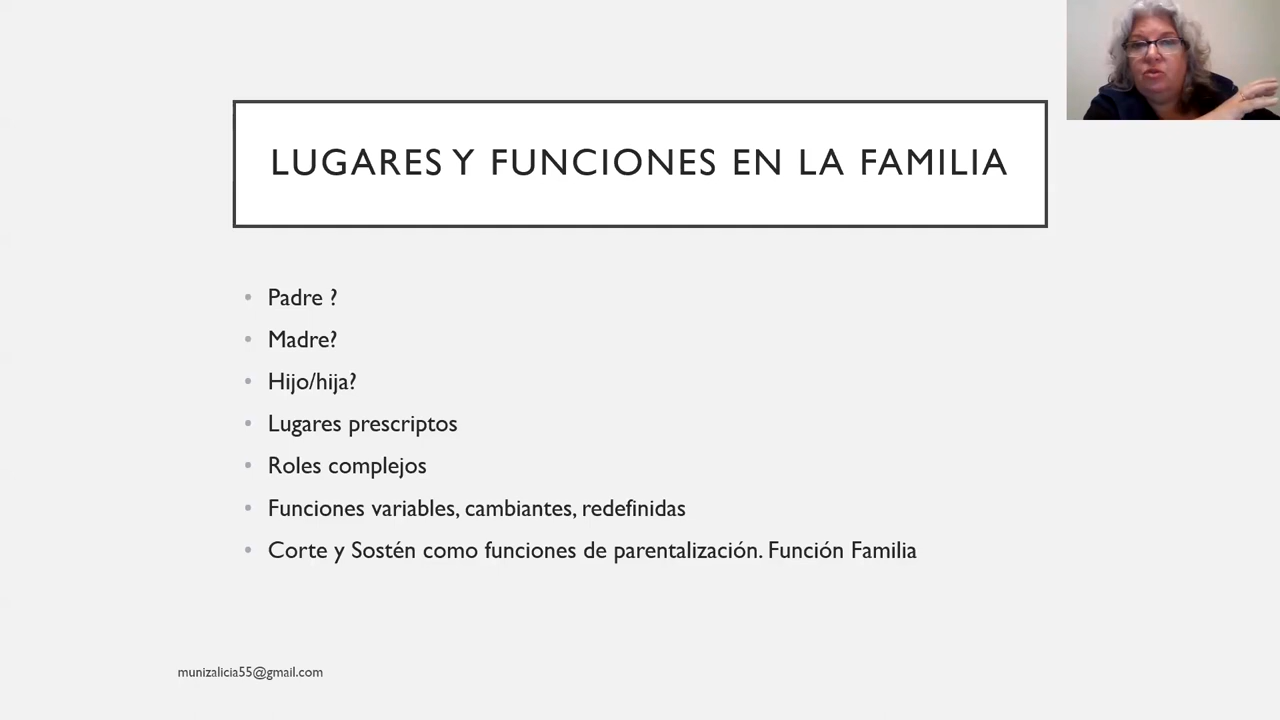 LUGARES Y FUNCIONES EN LA FAMILIA
• Padre ?
• Madre?
• Hijo/hija?
• Lugares prescriptos
• Roles complejos
• Funciones variables, cambiantes, redefinidas
• Corte y Sostén como funciones de parentalización. Función Familia
munizalicia55@gmail.com